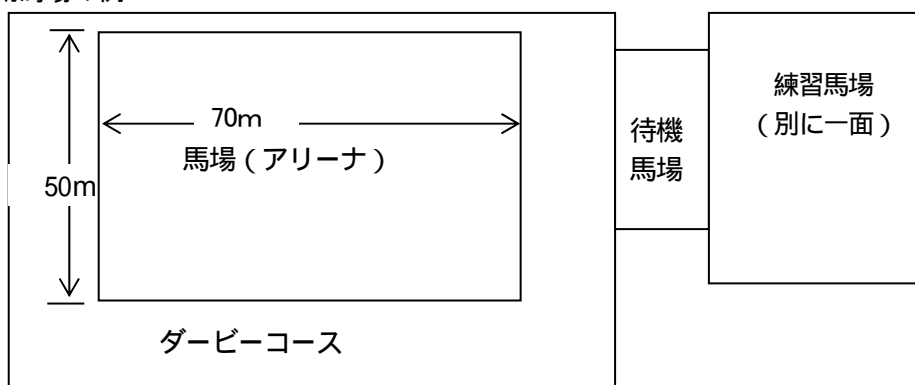 70m
馬場（アリーナ）
50m
ダービーコース
待機
馬場
練習馬場
（別に一面）